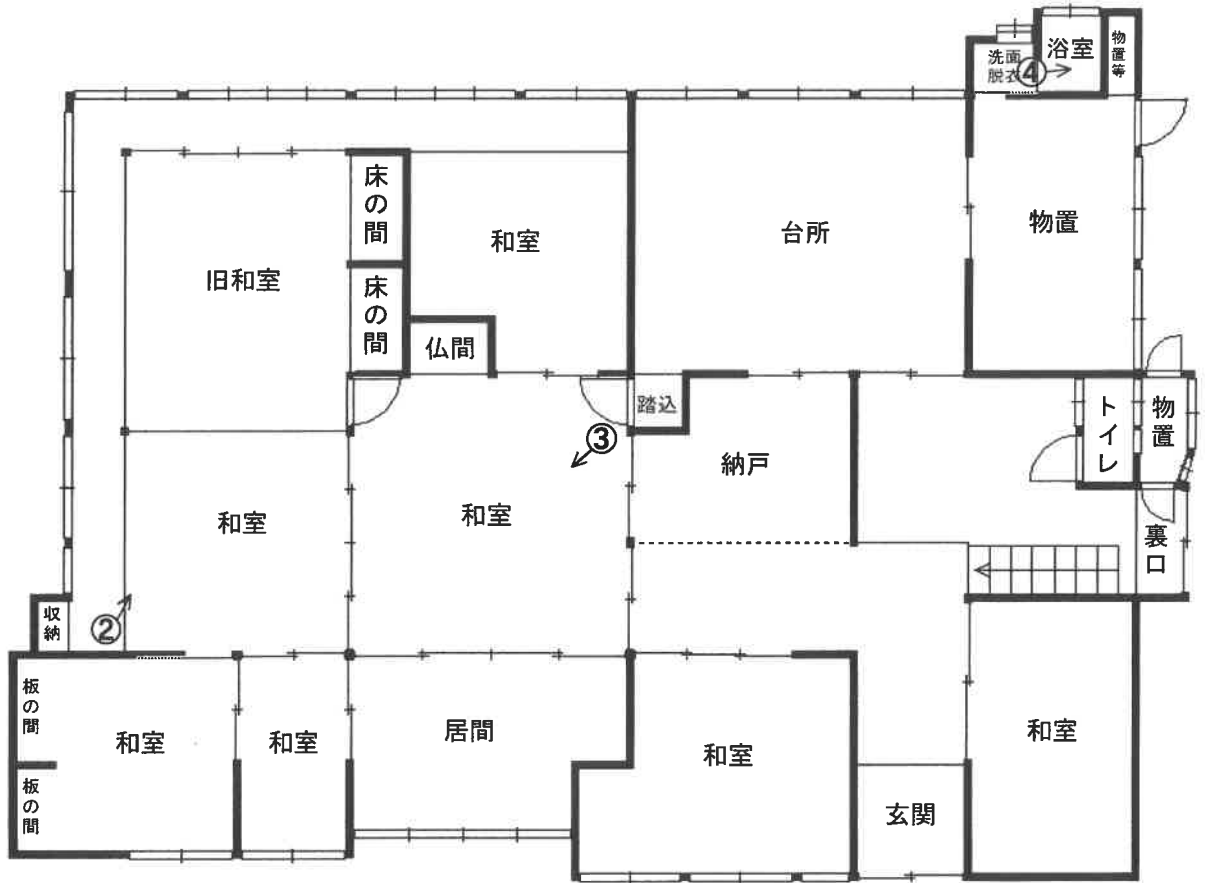 浴室
物置等
洗面
脱衣
④
床の間
和室
台所
物置
旧和室
床の間
仏間
踏込
トイレ
物置
③
納戸
和室
和室
裏口
収納
②
板の間
和室
和室
居間
和室
和室
板の間
玄関